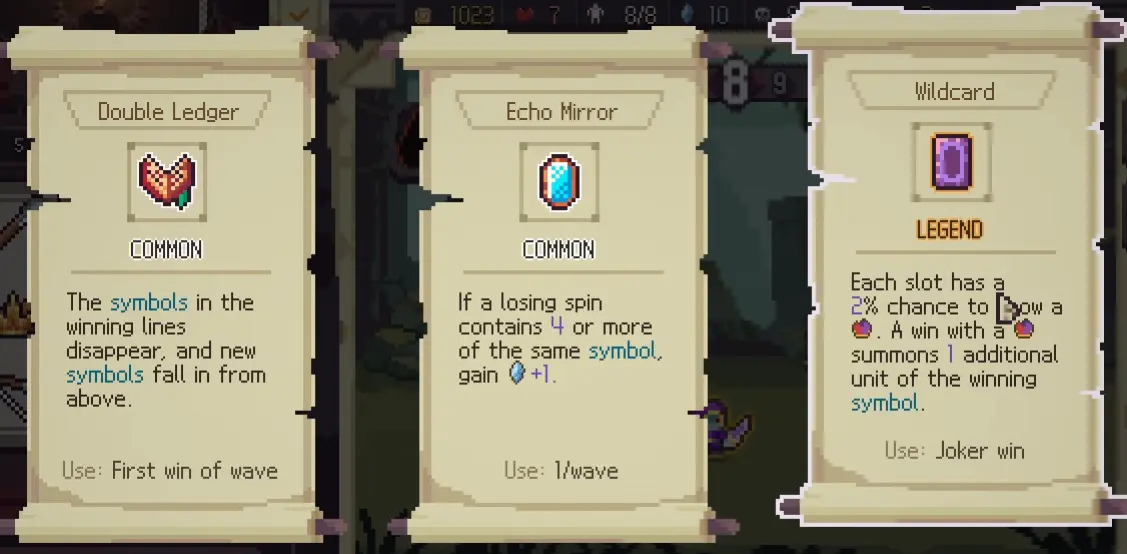 1023 7 8/8 10
8 9
5
Double Ledger
COMMON
The symbols in the
winning lines
disappear, and new
symbols fall in from
above.
Use: First win of wave
Echo Mirror
COMMON
If a losing spin
contains 4 or more
of the same symbol,
gain +1.
Use: 1/wave
Wildcard
LEGEND
Each slot has a
2% chance to ow a
. A win with a
summons 1 additional
unit of the winning
symbol.
Use: Joker win